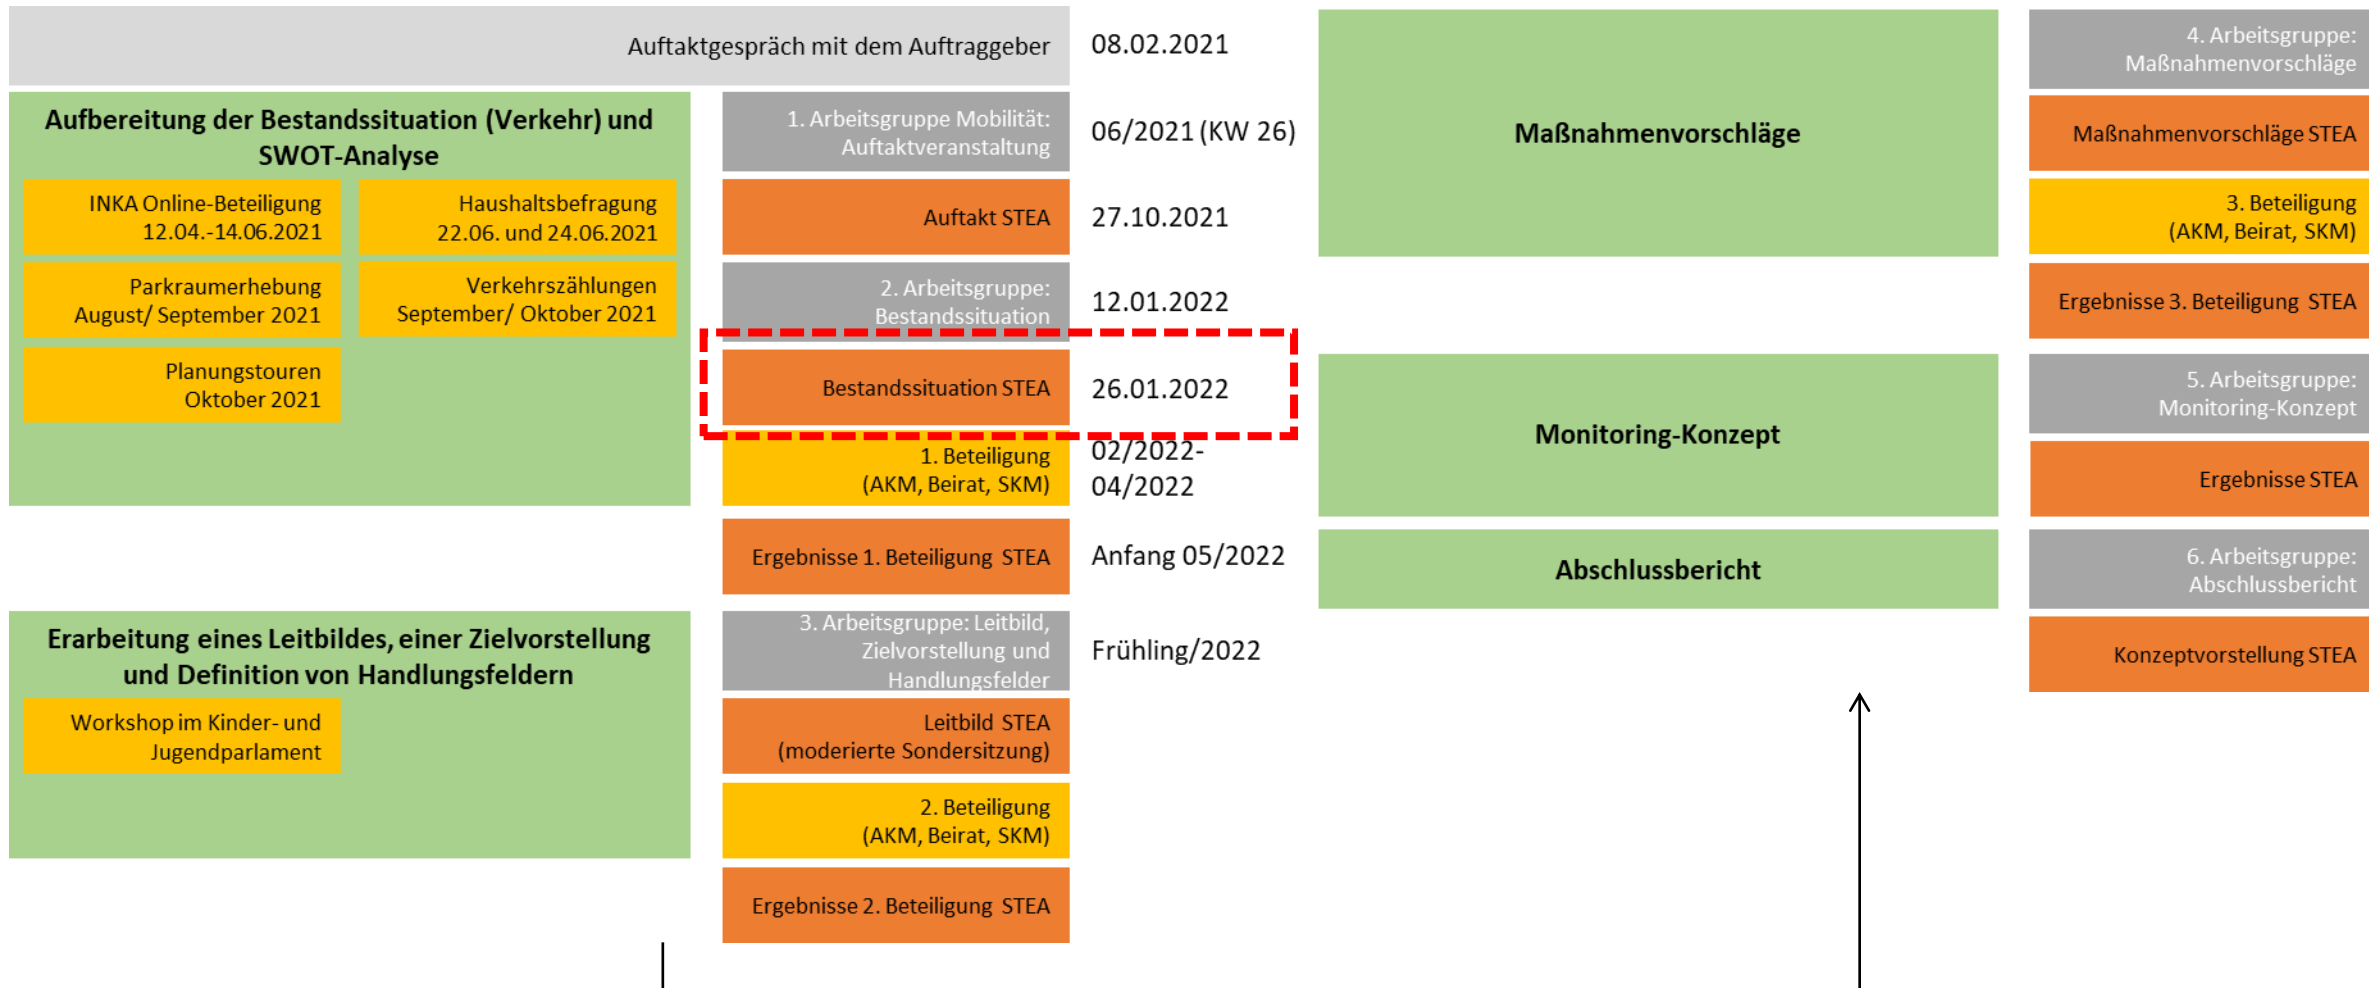 Auftaktgespräch mit dem Auftraggeber
08.02.2021
Aufbereitung der Bestandssituation (Verkehr) und
SWOT-Analyse
INKA Online-Beteiligung
12.04.-14.06.2021
Haushaltsbefragung
22.06. und 24.06.2021
Parkraumerhebung
August/ September 2021
Verkehrszählungen
September/ Oktober 2021
Planungstouren
Oktober 2021
1. Arbeitsgruppe Mobilität:
Auftaktveranstaltung
06/2021 (KW 26)
Auftakt STEA
27.10.2021
2. Arbeitsgruppe:
Bestandssituation
12.01.2022
Bestandssituation STEA
26.01.2022
1. Beteiligung
(AKM, Beirat, SKM)
02/2022-
04/2022
Ergebnisse 1. Beteiligung STEA
Anfang 05/2022
Erarbeitung eines Leitbildes, einer Zielvorstellung
und Definition von Handlungsfeldern
Workshop im Kinder- und
Jugendparlament
3. Arbeitsgruppe: Leitbild,
Zielvorstellung und
Handlungsfelder
Frühling/2022
Leitbild STEA
(moderierte Sondersitzung)
2. Beteiligung
(AKM, Beirat, SKM)
Ergebnisse 2. Beteiligung STEA
Maßnahmenvorschläge
4. Arbeitsgruppe:
Maßnahmenvorschläge
Maßnahmenvorschläge STEA
3. Beteiligung
(AKM, Beirat, SKM)
Ergebnisse 3. Beteiligung STEA
Monitoring-Konzept
5. Arbeitsgruppe:
Monitoring-Konzept
Ergebnisse STEA
Abschlussbericht
6. Arbeitsgruppe:
Abschlussbericht
Konzeptvorstellung STEA